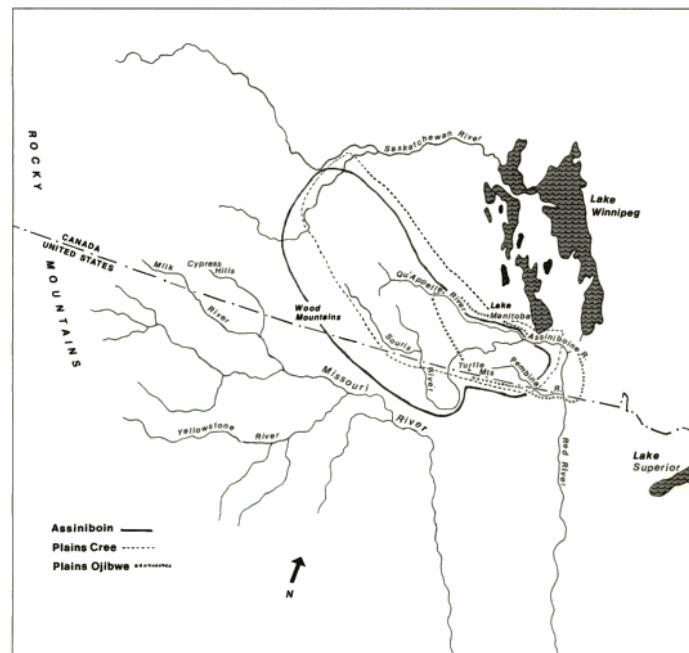 ROCKY
MOUNTAINS
CANADA
UNITED STATES
Saskatchewan River
Lake
Winnipeg
Milk
River
Cypress
Hills
Wood
Mountains
Qu'Appelle River
Lake
Manitoba
Assiniboine R.
Souris
River
Turtle
Mts
Pembina
R.
Missouri
River
Yellowstone River
Red River
Lake
Superior
Assiniboin
Plains Cree
Plains Ojibwe
N